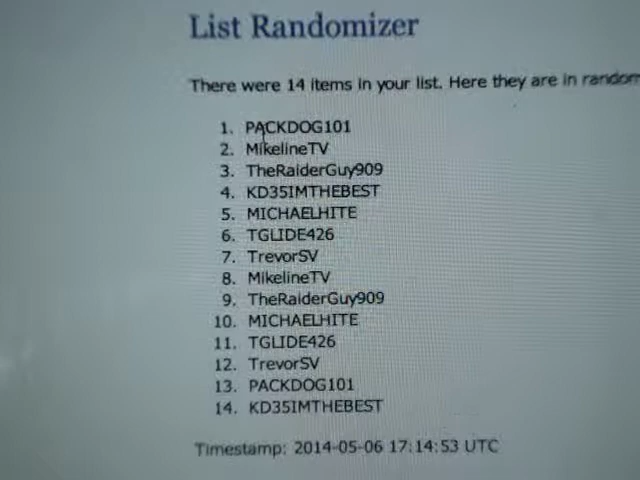 List Randomizer
There were 14 items in your list. Here they are in random
1. PACKDOG101
2. MikelineTV
3. TheRaiderGuy909
4. KD35IMTHEBEST
5. MICHAELHITE
6. TGLIDE426
7. TrevorSV
8. MikelineTV
9. TheRaiderGuy909
10. MICHAELHITE
11. TGLIDE426
12. TrevorSV
13. PACKDOG101
14. KD35IMTHEBEST
Timestamp: 2014-05-06 17:14:53 UTC